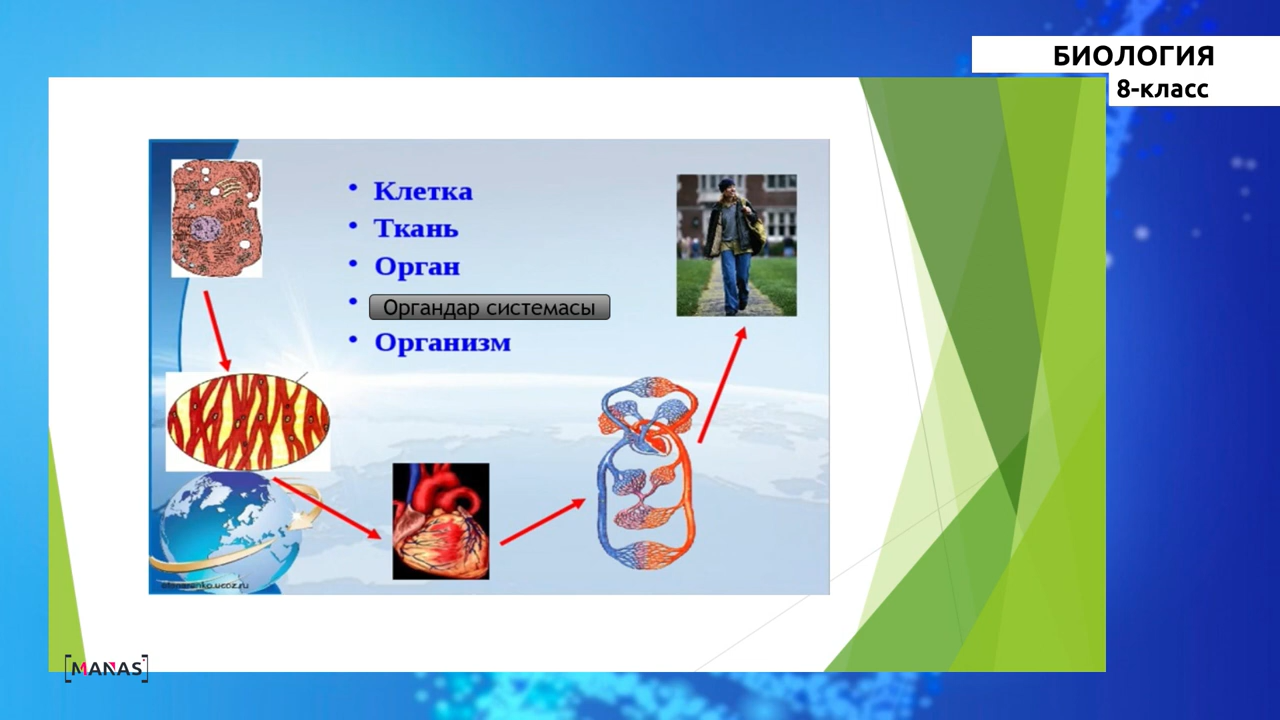 БИОЛОГИЯ
8-класс
• Клетка
• Ткань
• Орган
• Органдар системасы
• Организм
[MANAS]